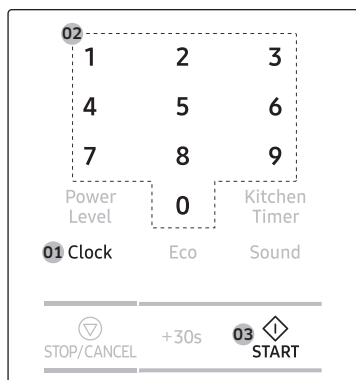 02
1 2 3
4 5 6
7 8 9
Power Level 0 Kitchen Timer
01 Clock Eco Sound
STOP/CANCEL +30s 03 START